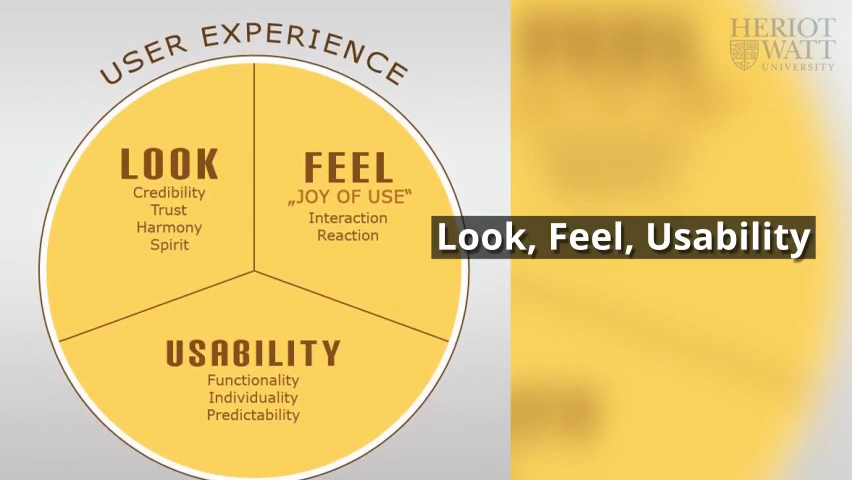 USER EXPERIENCE
LOOK
Credibility
Trust
Harmony
Spirit
FEEL
„JOY OF USE“
Interaction
Reaction
USABILITY
Functionality
Individuality
Predictability
Look, Feel, Usability
HERIOT
WATT
UNIVERSITY